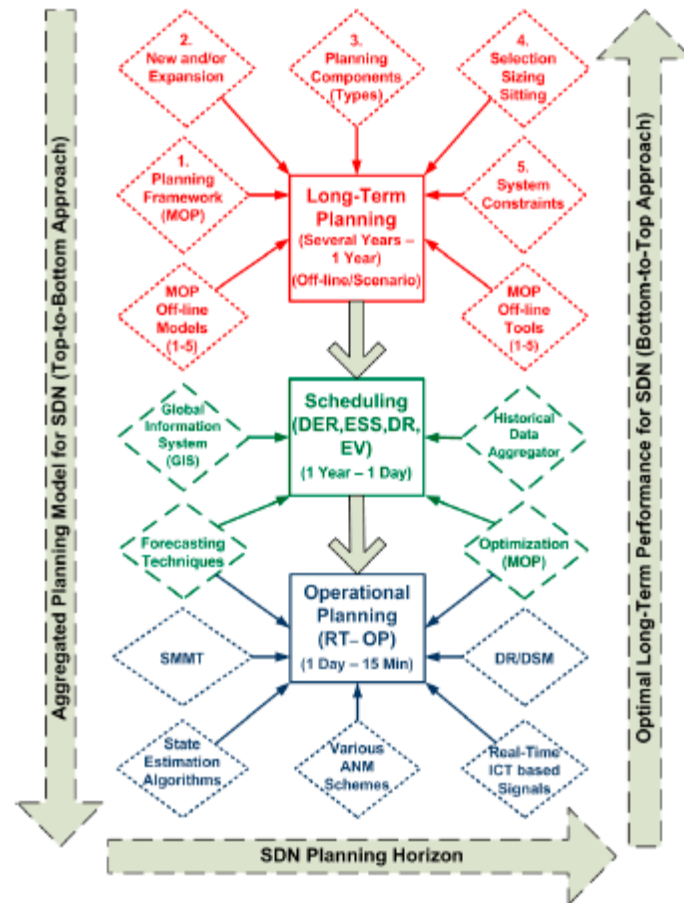 2.
New and/or
Expansion
3.
Planning
Components
(Types)
4.
Selection
Sizing
Sitting
1.
Planning
Framework
(MOP)
Long-Term
Planning
(Several Years –
1 Year)
(Off-line/Scenario)
5.
System
Constraints
MOP
Off-line
Models
(1-5)
MOP
Off-line
Tools
(1-5)
Global
Information
System
(GIS)
Scheduling
(DER,ESS,DR,
EV)
(1 Year – 1 Day)
Historical
Data
Aggregator
Forecasting
Techniques
Optimization
(MOP)
Operational
Planning
(RT– OP)
(1 Day – 15 Min)
SMMT
DR/DSM
State
Estimation
Algorithms
Various
ANM
Schemes
Real-Time
ICT based
Signals
Aggregated Planning Model for SDN (Top-to-Bottom Approach)
Optimal Long-Term Performance for SDN (Bottom-to-Top Approach)
SDN Planning Horizon